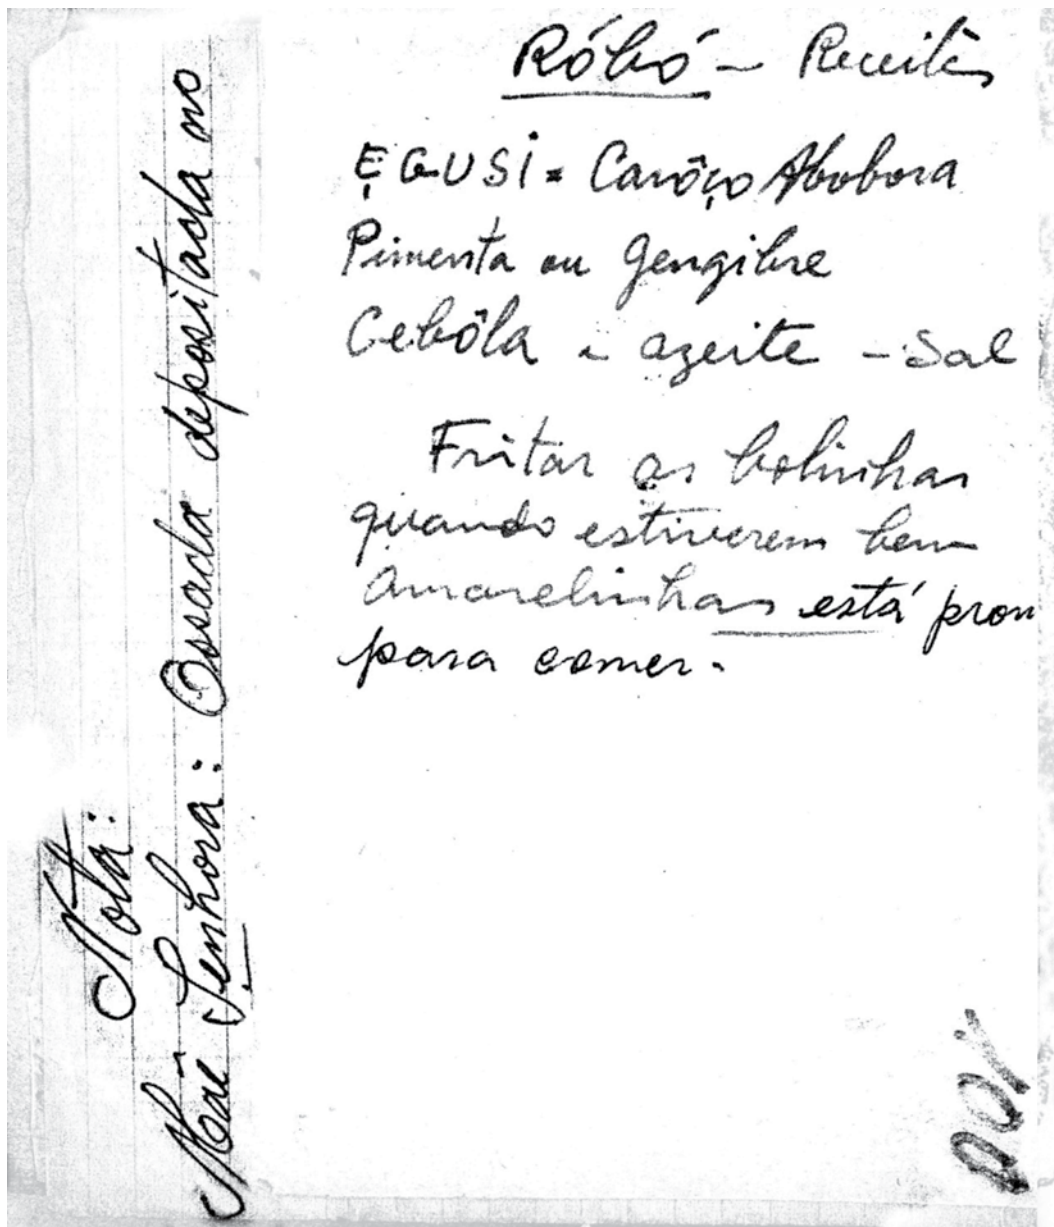 Róbó - Receitas
ẸGUSI = Carôço Abobora
Pimenta ou Gengibre
Cebôla - azeite - Sal
Fritar as bolinhas
quando estiverem bem
Amarelinhas está pron
para comer.
Nota:
Mãe Senhora: Ossada depositada no